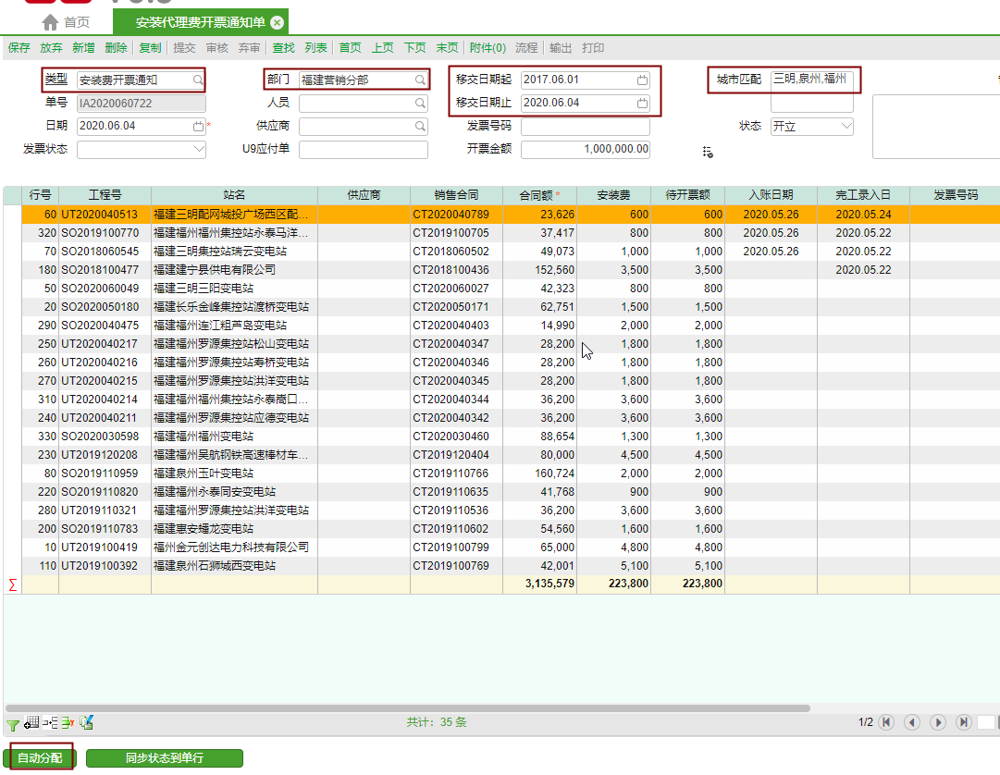 首页 安装代理费开票通知单
保存 放弃 新增 删除 复制 提交 审核 弃审 查找 列表 首页 上页 下页 末页 附件(0) 流程 输出 打印
类型 安装费开票通知 部门 福建营销分部 移交日期起 2017.06.01 城市匹配 三明,泉州,福州
单号 IA2020060722 人员 移交日期止 2020.06.04
日期 2020.06.04 * 供应商 发票号码 状态 开立
发票状态 U9应付单 开票金额 1,000,000.00
行号 工程号 站名 供应商 销售合同 合同额 * 安装费 待开票额 入账日期 完工录入日 发票号码
60 UT2020040513 福建三明配网城投广场西区配... CT2020040789 23,626 600 600 2020.05.26 2020.05.24
320 SO2019100770 福建福州福州集控站永泰马洋... CT2019100705 37,417 800 800 2020.05.26 2020.05.22
70 SO2018060545 福建三明集控站瑞云变电站 CT2018060502 49,073 1,000 1,000 2020.05.26 2020.05.22
180 SO2018100477 福建建宁县供电有限公司 CT2018100436 152,560 3,500 3,500 2020.05.22
50 SO2020060049 福建三明三阳变电站 CT2020060027 42,323 800 800
20 SO2020050180 福建长乐金峰集控站渡桥变电站 CT2020050171 62,751 1,500 1,500
290 SO2020040475 福建福州连江粗芦岛变电站 CT2020040403 14,990 2,000 2,000
250 UT2020040217 福建福州罗源集控站松山变电站 CT2020040347 28,200 1,800 1,800
260 UT2020040216 福建福州罗源集控站寿桥变电站 CT2020040346 28,200 1,800 1,800
270 UT2020040215 福建福州罗源集控站洪洋变电站 CT2020040345 28,200 1,800 1,800
310 UT2020040214 福建福州福州集控站永泰嵩口... CT2020040344 36,200 3,600 3,600
240 UT2020040211 福建福州罗源集控站应德变电站 CT2020040342 36,200 3,600 3,600
330 SO2020030598 福建福州福州变电站 CT2020030460 88,654 1,300 1,300
230 UT2019120208 福建福州吴航钢铁高速棒材车... CT2019120404 80,000 4,500 4,500
80 SO2019110959 福建泉州玉叶变电站 CT2019110766 160,724 2,000 2,000
220 SO2019110820 福建福州永泰同安变电站 CT2019110635 41,768 900 900
280 UT2019110321 福建福州罗源集控站洪洋变电站 CT2019110536 36,200 3,600 3,600
200 SO2019110783 福建惠安蟠龙变电站 CT2019110602 54,560 1,600 1,600
10 UT2019100419 福州金元创达电力科技有限公司 CT2019100799 65,000 4,800 4,800
110 UT2019100392 福建泉州石狮城西变电站 CT2019100769 42,001 5,100 5,100
∑ 3,135,579 223,800 223,800
共计：35 条 1/2
自动分配 同步状态到单行